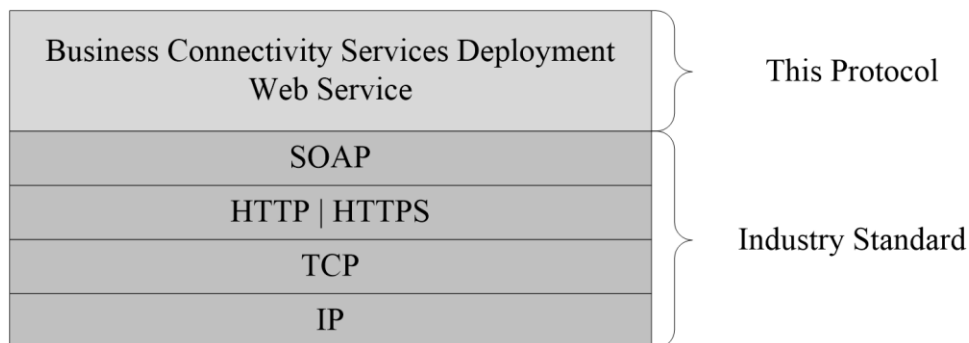 Business Connectivity Services Deployment
Web Service
This Protocol
SOAP
HTTP | HTTPS
TCP
IP
Industry Standard